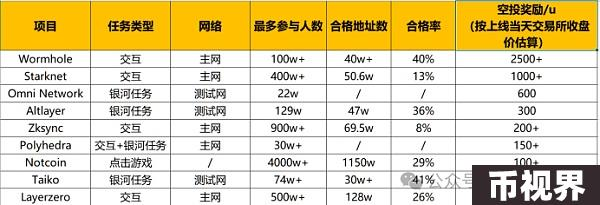 项目 任务类型 网络 最多参与人数 合格地址数 合格率 空投奖励/u
(按上线当天交易所收盘
价估算)
Wormhole 交互 主网 100w+ 40w+ 40% 2500+
Starknet 交互 主网 400w+ 50.6w 13% 1000+
Omni Network 银河任务 测试网 22w / / 600
Altlayer 银河任务 测试网 129w 47w 36% 300
Zksync 交互 主网 900w+ 69.5w 8% 200+
Polyhedra 交互+银河任务 主网 30w+ / / 150+
Notcoin 点击游戏 / 4000w+ 1150w 29% 100+
Taiko 银河任务 测试网 74w+ 30w+ 41%
Layerzero 交互 主网 500w+ 128w 26%
公众号
币视界